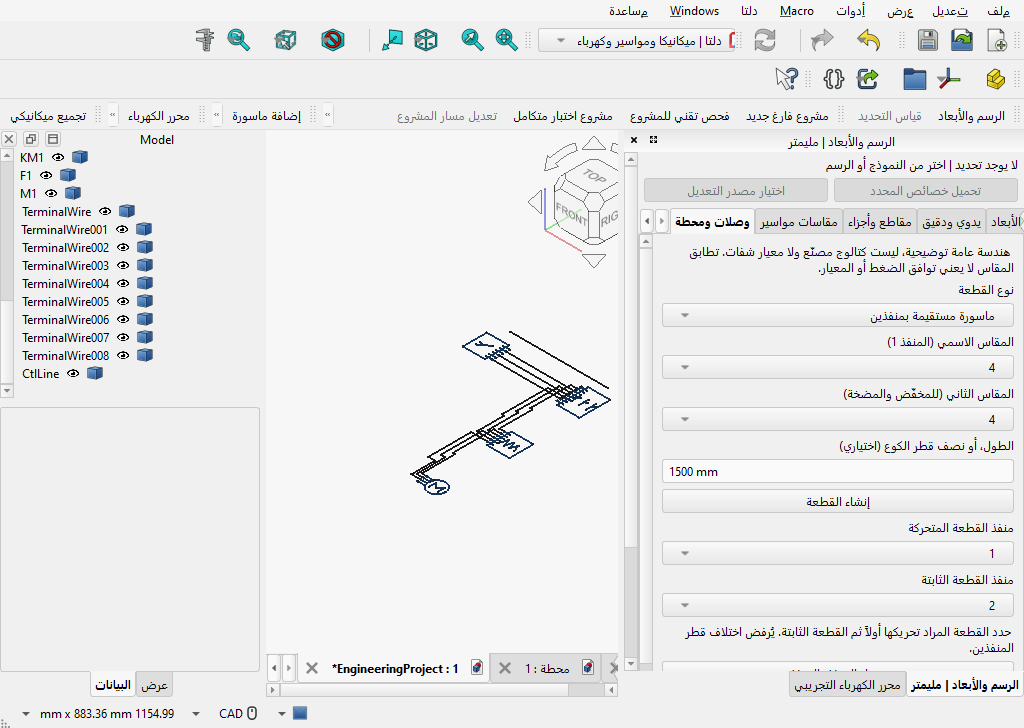 ملف تعديل عرض أدوات Macro دلتا Windows مساعدة
دلتا | ميكانيكا ومواسير وكهرباء
الرسم والأبعاد قياس التحديد مشروع فارغ جديد فحص تقني للمشروع مشروع اختبار متكامل تعديل مسار المشروع إضافة ماسورة محرر الكهرباء تجميع ميكانيكي
Model
KM1
F1
M1
TerminalWire
TerminalWire001
TerminalWire002
TerminalWire003
TerminalWire004
TerminalWire005
TerminalWire006
TerminalWire007
TerminalWire008
CtlLine
عرض البيانات
TOP
FRONT
RIG
M
محطة : 1
*EngineeringProject : 1
الرسم والأبعاد | مليمتر
لا يوجد تحديد | اختر من النموذج أو الرسم
تحميل خصائص المحدد اختيار مصدر التعديل
الأبعاد يدوي ودقيق مقاطع وأجزاء مقاسات مواسير وصلات ومحطة
هندسة عامة توضيحية، ليست كتالوج مصنّع ولا معيار شفات. تطابق
المقاس لا يعني توافق الضغط أو المعيار.
نوع القطعة
ماسورة مستقيمة بمنفذين
المقاس الاسمي (المنفذ 1)
4
المقاس الثاني (للمخفّض والمضخة)
4
الطول، أو نصف قطر الكوع (اختياري)
1500 mm
إنشاء القطعة
منفذ القطعة المتحركة
1
منفذ القطعة الثابتة
2
حدد القطعة المراد تحريكها أولاً ثم القطعة الثابتة. يُرفض اختلاف قطر
المنفذين.
الرسم والأبعاد | مليمتر محرر الكهرباء التجريبي
mm x 883.36 mm 1154.99
CAD